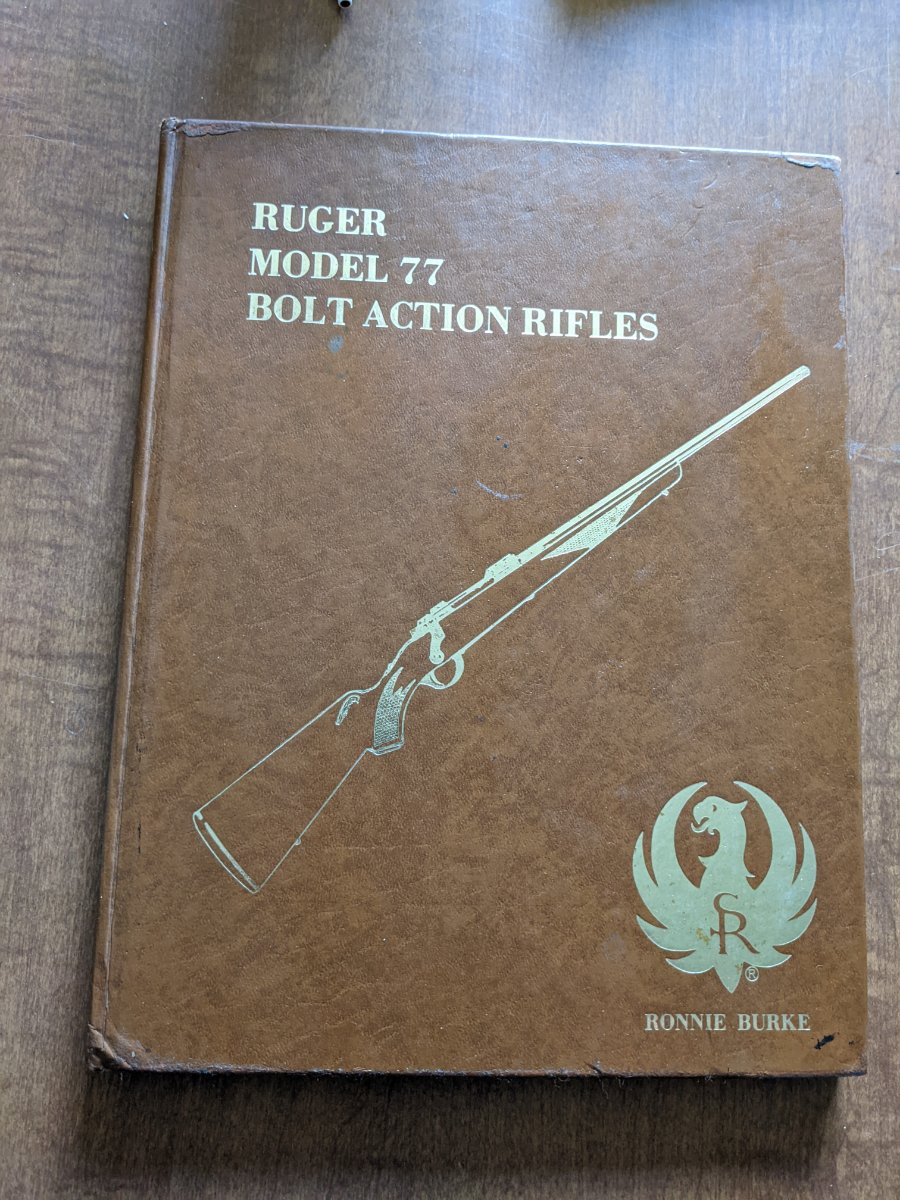 RUGER
MODEL 77
BOLT ACTION RIFLES
SR
®
RONNIE BURKE